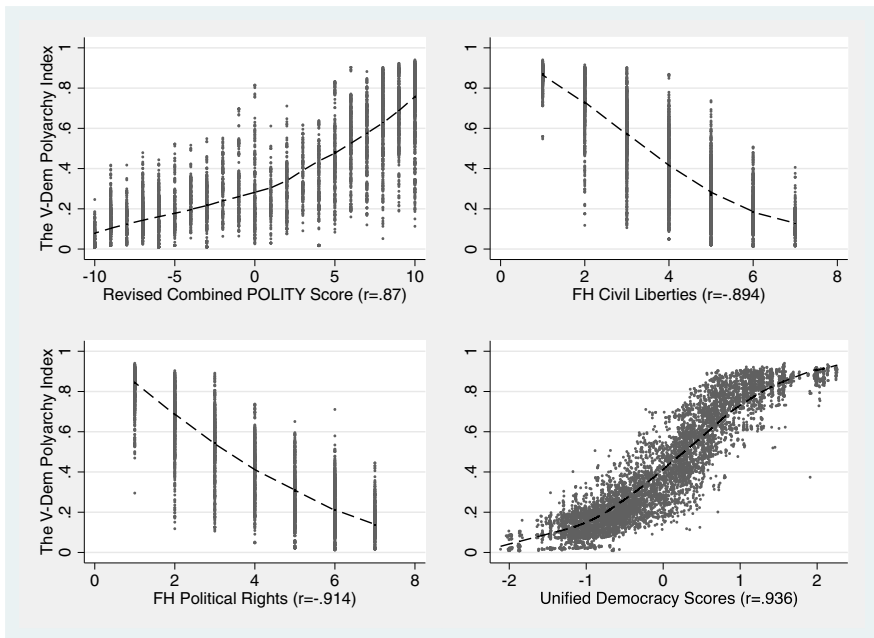 The V-Dem Polyarchy Index
1
.8
.6
.4
.2
0
-10 -5 0 5 10
Revised Combined POLITY Score (r=.87)
1
.8
.6
.4
.2
0
0 2 4 6 8
FH Civil Liberties (r=-.894)
The V-Dem Polyarchy Index
1
.8
.6
.4
.2
0
0 2 4 6 8
FH Political Rights (r=-.914)
1
.8
.6
.4
.2
0
-2 -1 0 1 2
Unified Democracy Scores (r=.936)